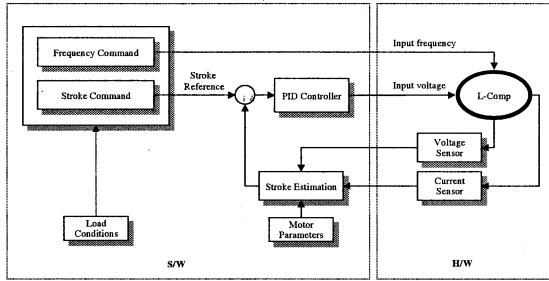 Frequency Command
Input frequency
Stroke
Reference
Stroke Command
PID Controller
Input voltage
L-Comp
Voltage
Sensor
Stroke Estimation
Current
Sensor
Load
Conditions
Motor
Parameters
S/W
H/W